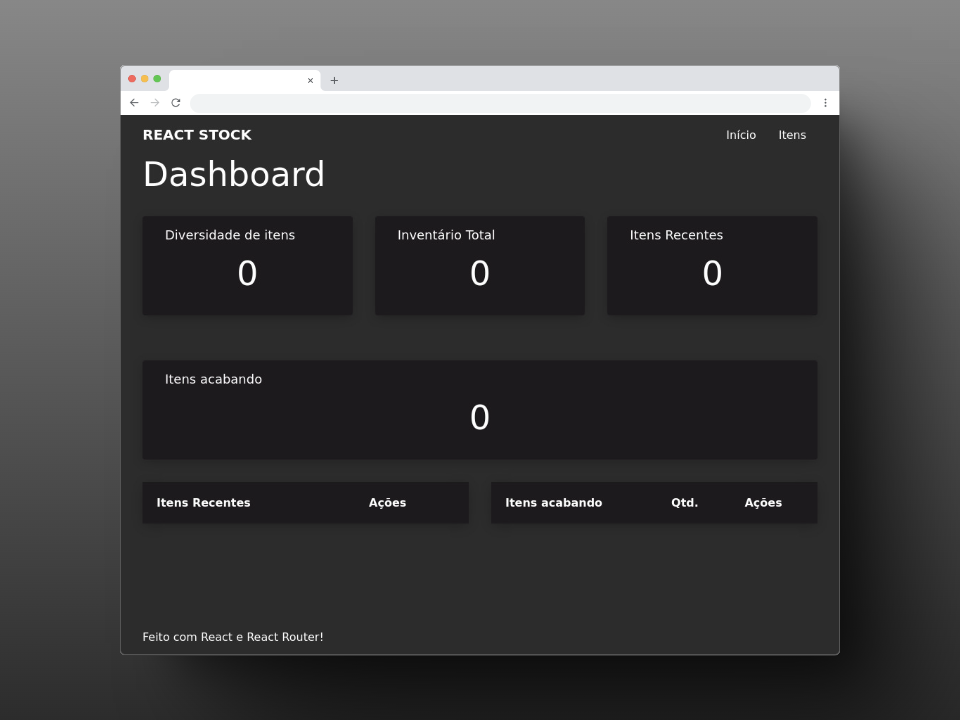 REACT STOCK Início Itens
Dashboard
Diversidade de itens Inventário Total Itens Recentes
0 0 0
Itens acabando
0
Itens Recentes Ações Itens acabando Qtd. Ações
Feito com React e React Router!